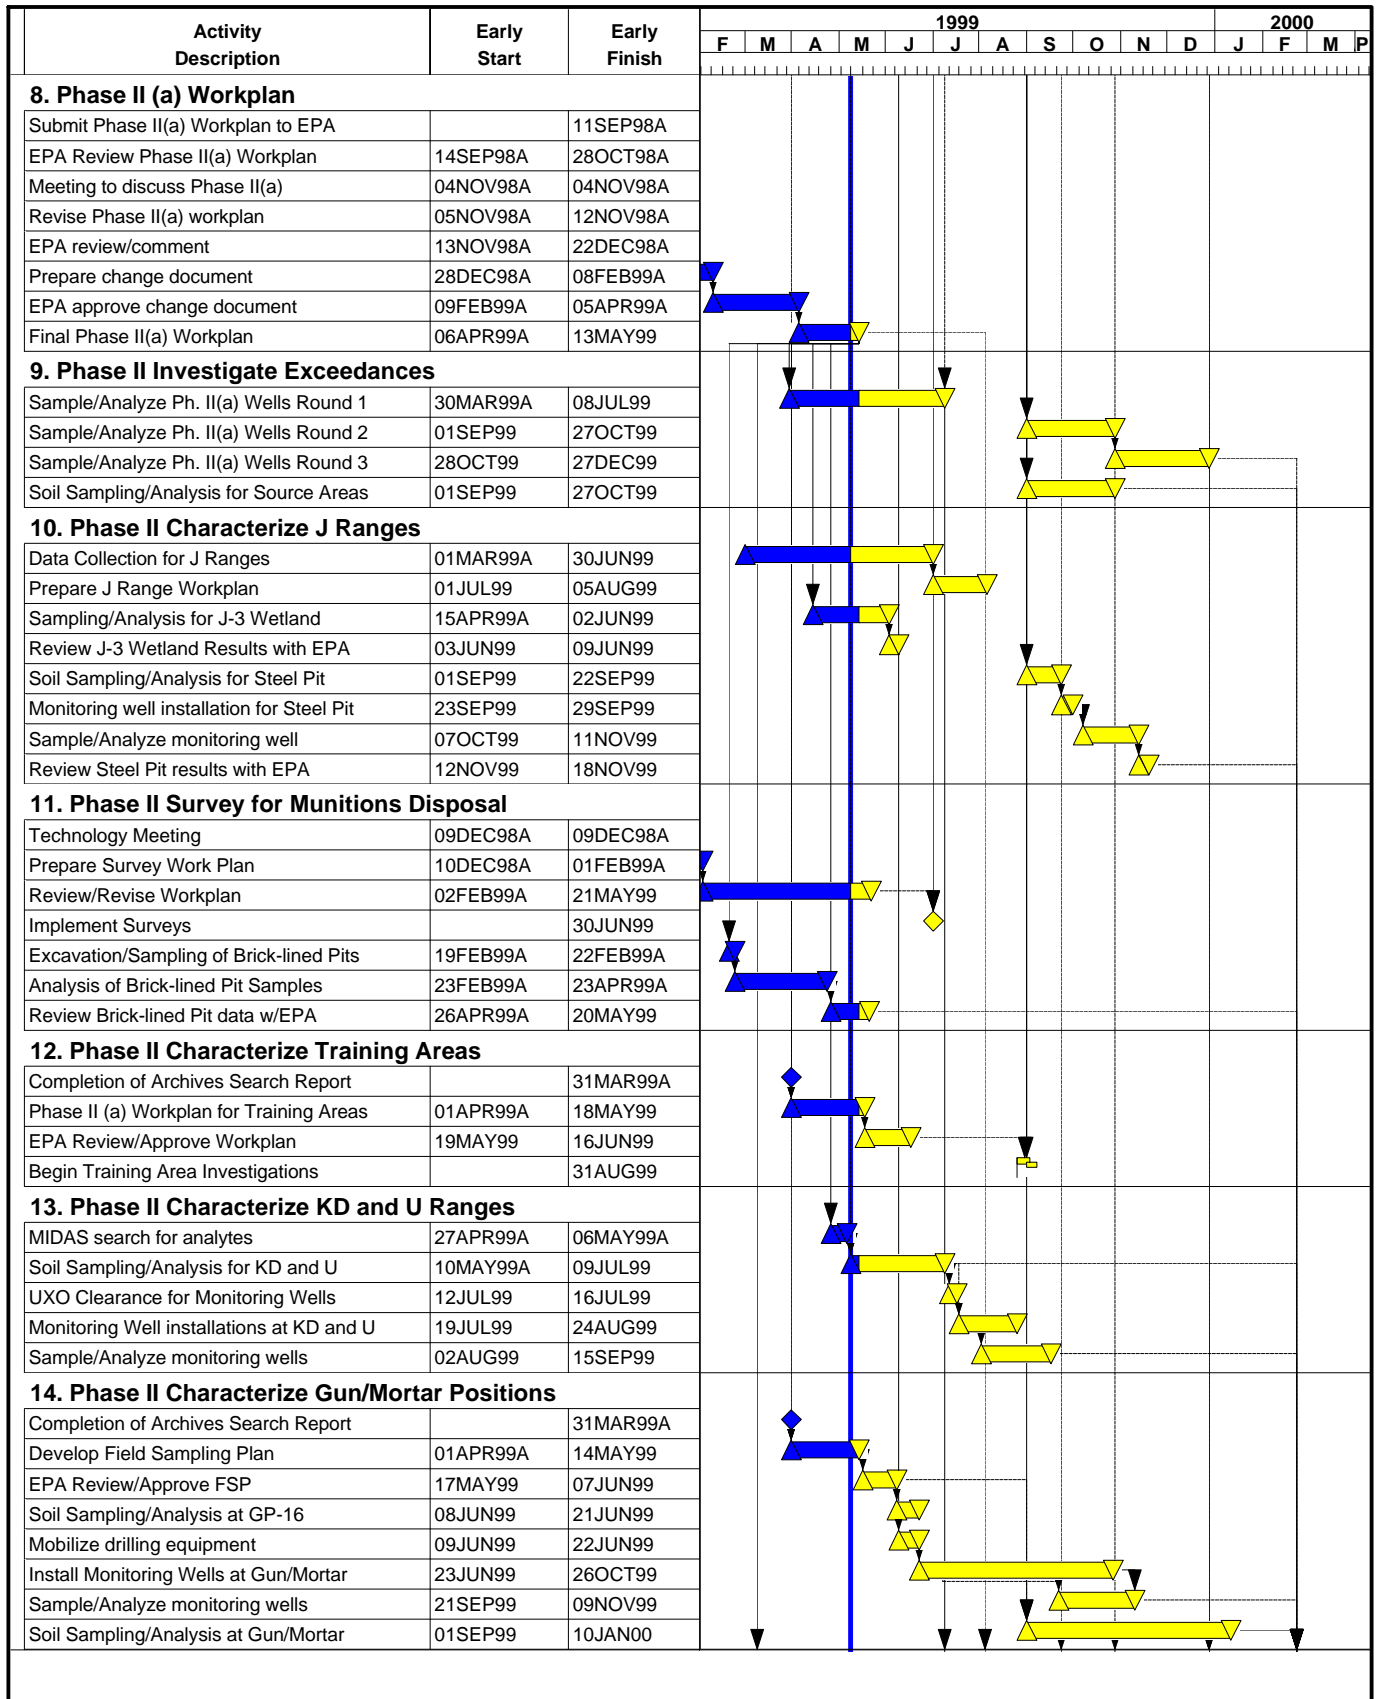 1999 2000
Activity Description Early Start Early Finish F M A M J J A S O N D J F M P
8. Phase II (a) Workplan
Submit Phase II(a) Workplan to EPA 11SEP98A
EPA Review Phase II(a) Workplan 14SEP98A 28OCT98A
Meeting to discuss Phase II(a) 04NOV98A 04NOV98A
Revise Phase II(a) workplan 05NOV98A 12NOV98A
EPA review/comment 13NOV98A 22DEC98A
Prepare change document 28DEC98A 08FEB99A
EPA approve change document 09FEB99A 05APR99A
Final Phase II(a) Workplan 06APR99A 13MAY99
9. Phase II Investigate Exceedances
Sample/Analyze Ph. II(a) Wells Round 1 30MAR99A 08JUL99
Sample/Analyze Ph. II(a) Wells Round 2 01SEP99 27OCT99
Sample/Analyze Ph. II(a) Wells Round 3 28OCT99 27DEC99
Soil Sampling/Analysis for Source Areas 01SEP99 27OCT99
10. Phase II Characterize J Ranges
Data Collection for J Ranges 01MAR99A 30JUN99
Prepare J Range Workplan 01JUL99 05AUG99
Sampling/Analysis for J-3 Wetland 15APR99A 02JUN99
Review J-3 Wetland Results with EPA 03JUN99 09JUN99
Soil Sampling/Analysis for Steel Pit 01SEP99 22SEP99
Monitoring well installation for Steel Pit 23SEP99 29SEP99
Sample/Analyze monitoring well 07OCT99 11NOV99
Review Steel Pit results with EPA 12NOV99 18NOV99
11. Phase II Survey for Munitions Disposal
Technology Meeting 09DEC98A 09DEC98A
Prepare Survey Work Plan 10DEC98A 01FEB99A
Review/Revise Workplan 02FEB99A 21MAY99
Implement Surveys 30JUN99
Excavation/Sampling of Brick-lined Pits 19FEB99A 22FEB99A
Analysis of Brick-lined Pit Samples 23FEB99A 23APR99A
Review Brick-lined Pit data w/EPA 26APR99A 20MAY99
12. Phase II Characterize Training Areas
Completion of Archives Search Report 31MAR99A
Phase II (a) Workplan for Training Areas 01APR99A 18MAY99
EPA Review/Approve Workplan 19MAY99 16JUN99
Begin Training Area Investigations 31AUG99
13. Phase II Characterize KD and U Ranges
MIDAS search for analytes 27APR99A 06MAY99A
Soil Sampling/Analysis for KD and U 10MAY99A 09JUL99
UXO Clearance for Monitoring Wells 12JUL99 16JUL99
Monitoring Well installations at KD and U 19JUL99 24AUG99
Sample/Analyze monitoring wells 02AUG99 15SEP99
14. Phase II Characterize Gun/Mortar Positions
Completion of Archives Search Report 31MAR99A
Develop Field Sampling Plan 01APR99A 14MAY99
EPA Review/Approve FSP 17MAY99 07JUN99
Soil Sampling/Analysis at GP-16 08JUN99 21JUN99
Mobilize drilling equipment 09JUN99 22JUN99
Install Monitoring Wells at Gun/Mortar 23JUN99 26OCT99
Sample/Analyze monitoring wells 21SEP99 09NOV99
Soil Sampling/Analysis at Gun/Mortar 01SEP99 10JAN00